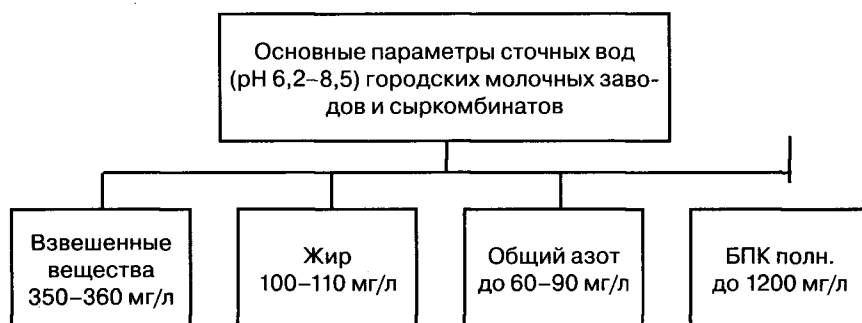 Основные параметры сточных вод
(pH 6,2–8,5) городских молочных заво-
дов и сыркомбинатов
Взвешенные
вещества
350–360 мг/л
Жир
100–110 мг/л
Общий азот
до 60–90 мг/л
БПК полн.
до 1200 мг/л